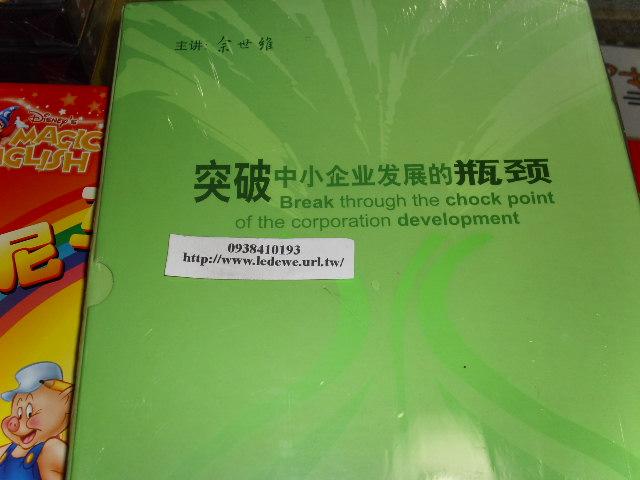 主讲：余世维
突破中小企业发展的瓶颈
Break through the chock point
of the corporation development
0938410193
http://www.ledewe.url.tw/
Disney's
MAGIC
ENGLISH
尼